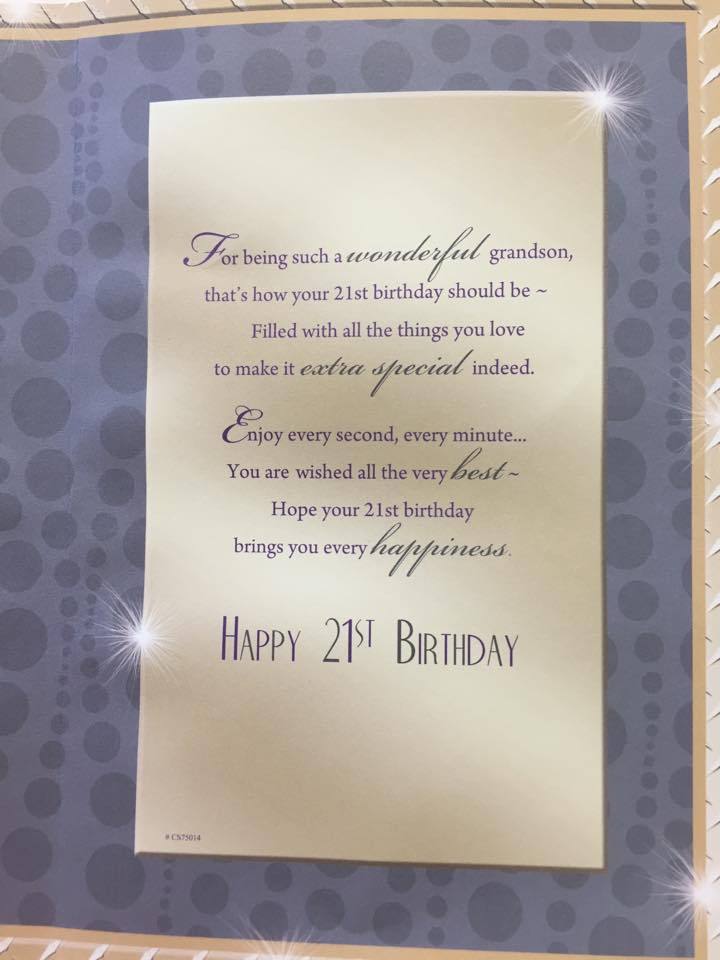 For being such a wonderful grandson,
that's how your 21st birthday should be ~
Filled with all the things you love
to make it extra special indeed.
Enjoy every second, every minute...
You are wished all the very best ~
Hope your 21st birthday
brings you every happiness.
HAPPY 21ST BIRTHDAY
# CS75014